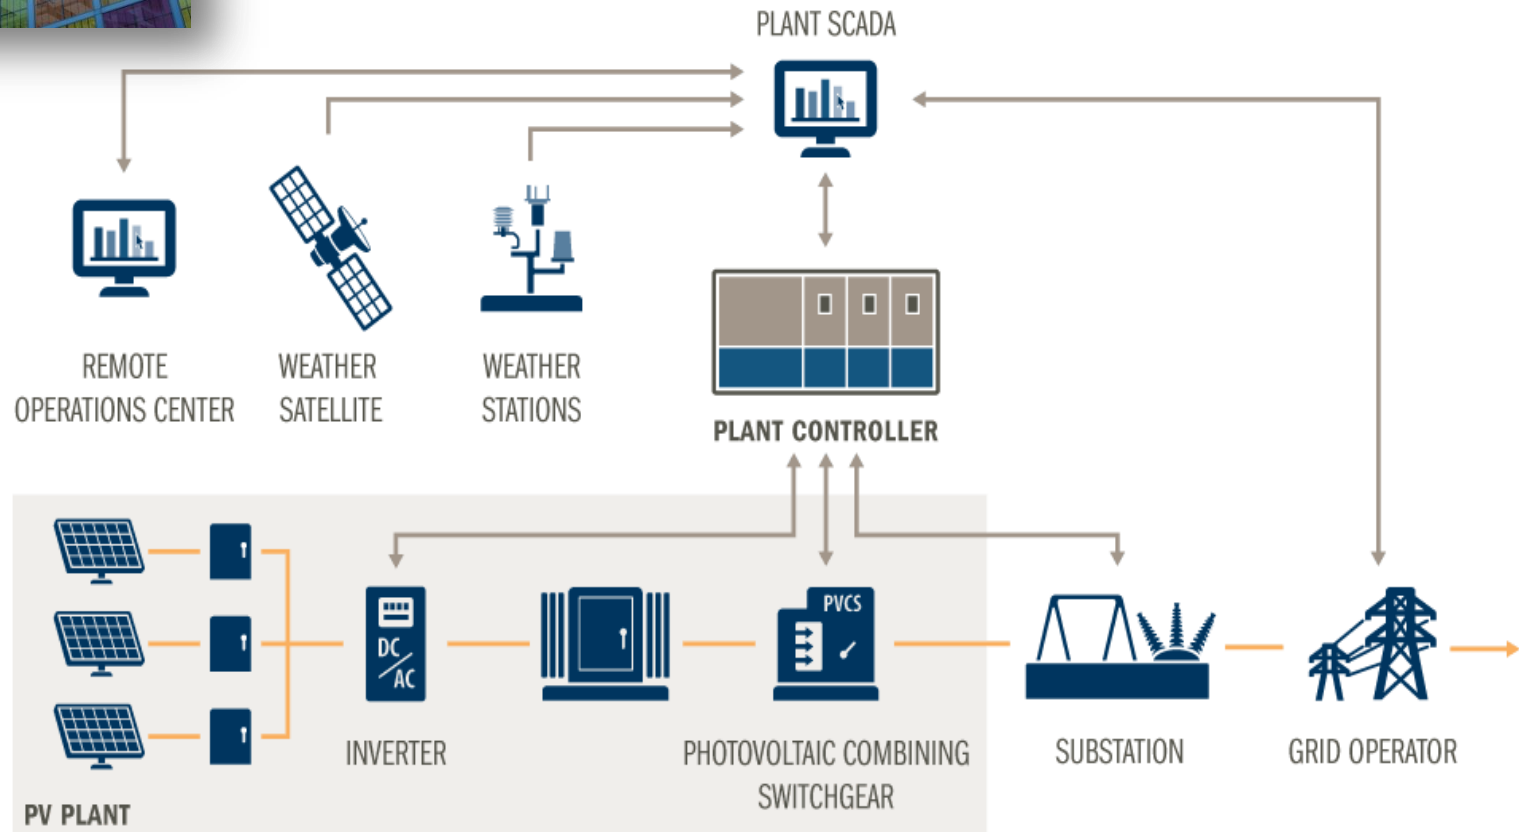 PLANT SCADA
REMOTE
OPERATIONS CENTER
WEATHER
SATELLITE
WEATHER
STATIONS
PLANT CONTROLLER
DC
AC
PVCS
INVERTER
PHOTOVOLTAIC COMBINING
SWITCHGEAR
SUBSTATION
GRID OPERATOR
PV PLANT